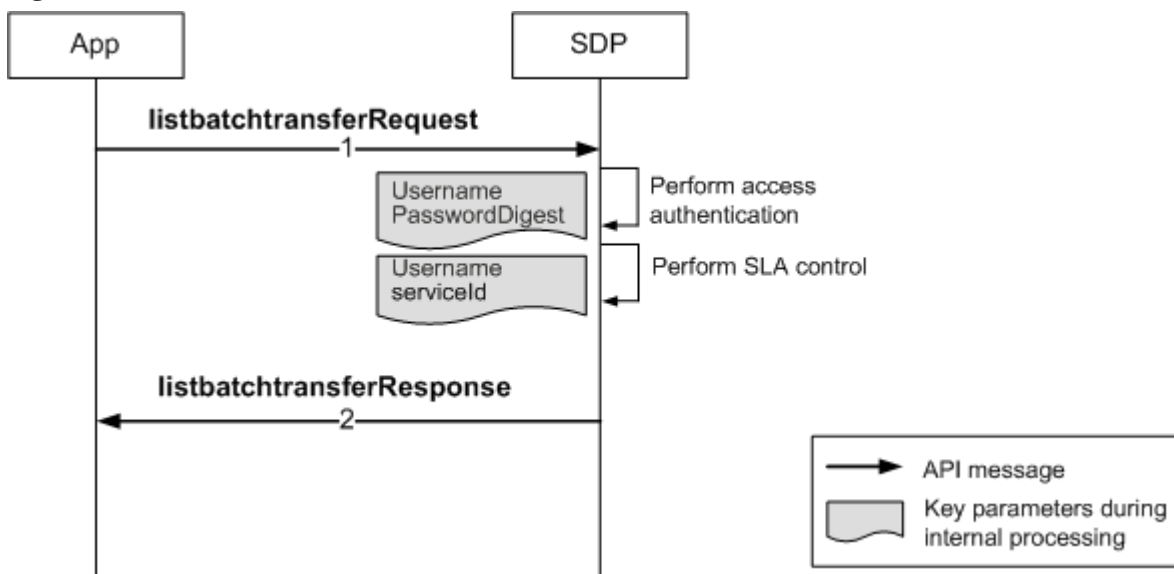 App
SDP
listbatchtransferRequest
1
Username
PasswordDigest
Perform access
authentication
Username
serviceId
Perform SLA control
listbatchtransferResponse
2
API message
Key parameters during
internal processing